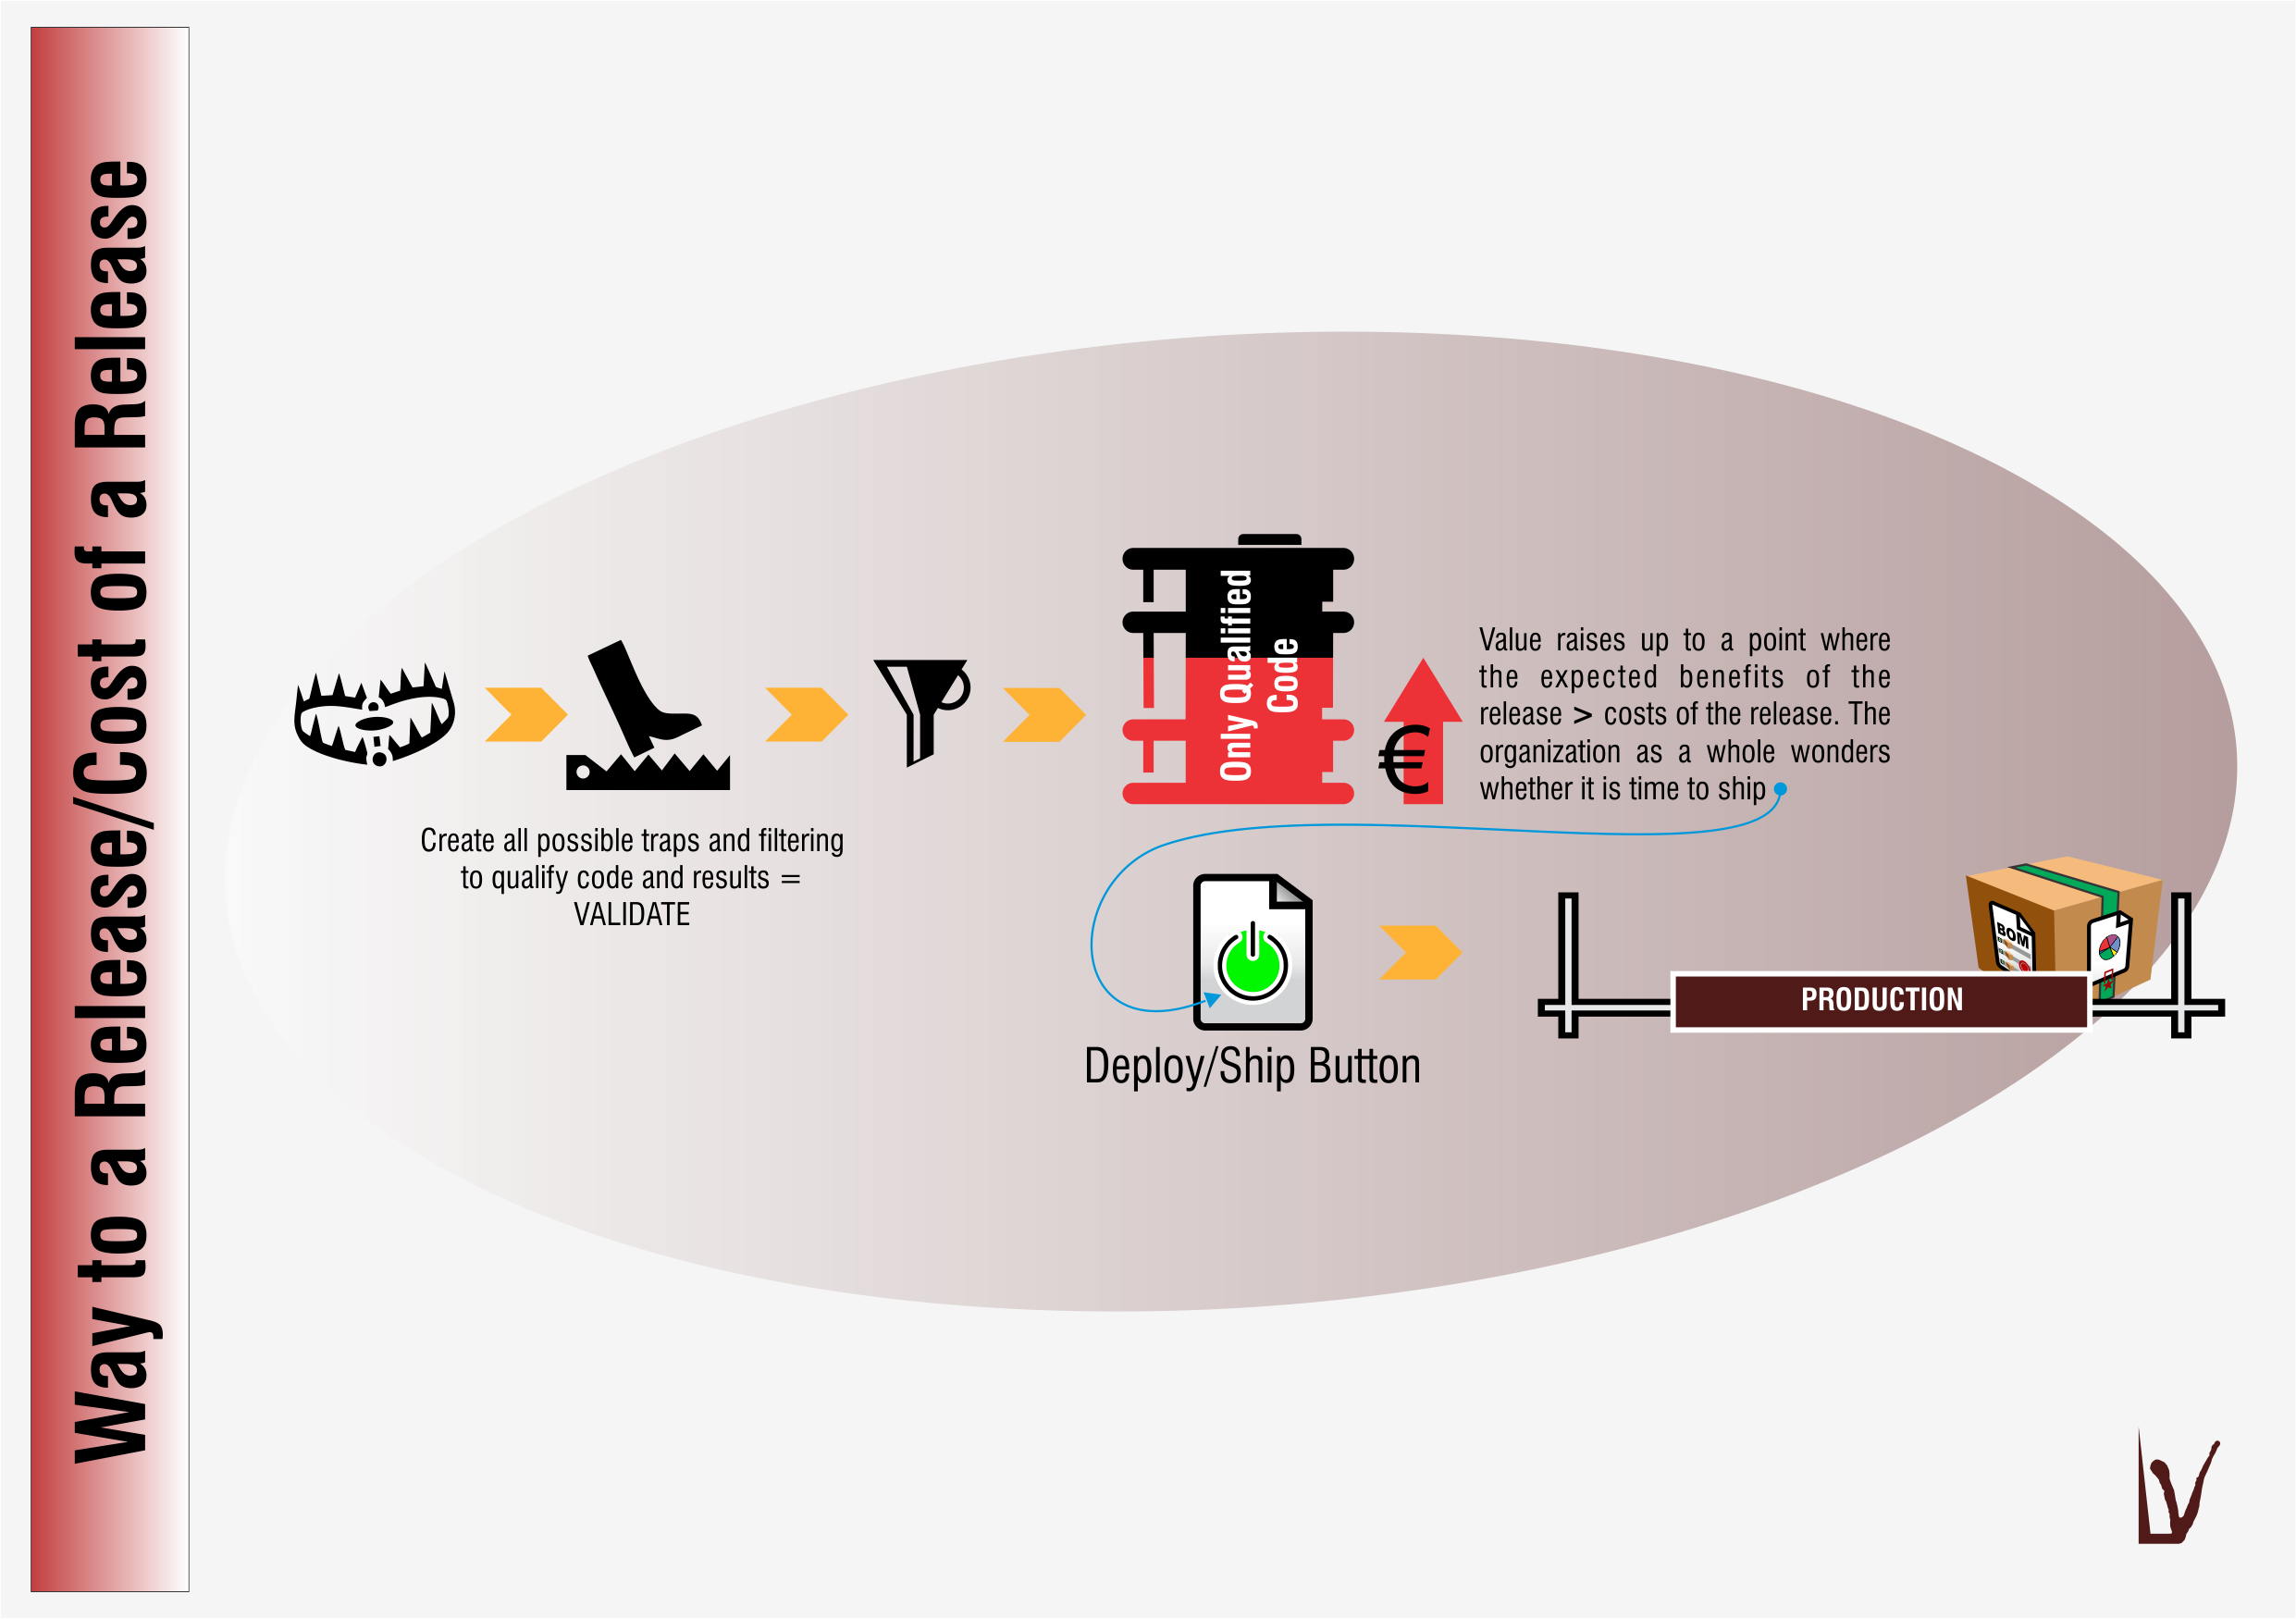 Way to a Release/Cost of a Release
Only Qualified
Code
€
Value raises up to a point where
the expected benefits of the
release > costs of the release. The
organization as a whole wonders
whether it is time to ship
Create all possible traps and filtering
to qualify code and results =
VALIDATE
Deploy/Ship Button
BOM
PRODUCTION